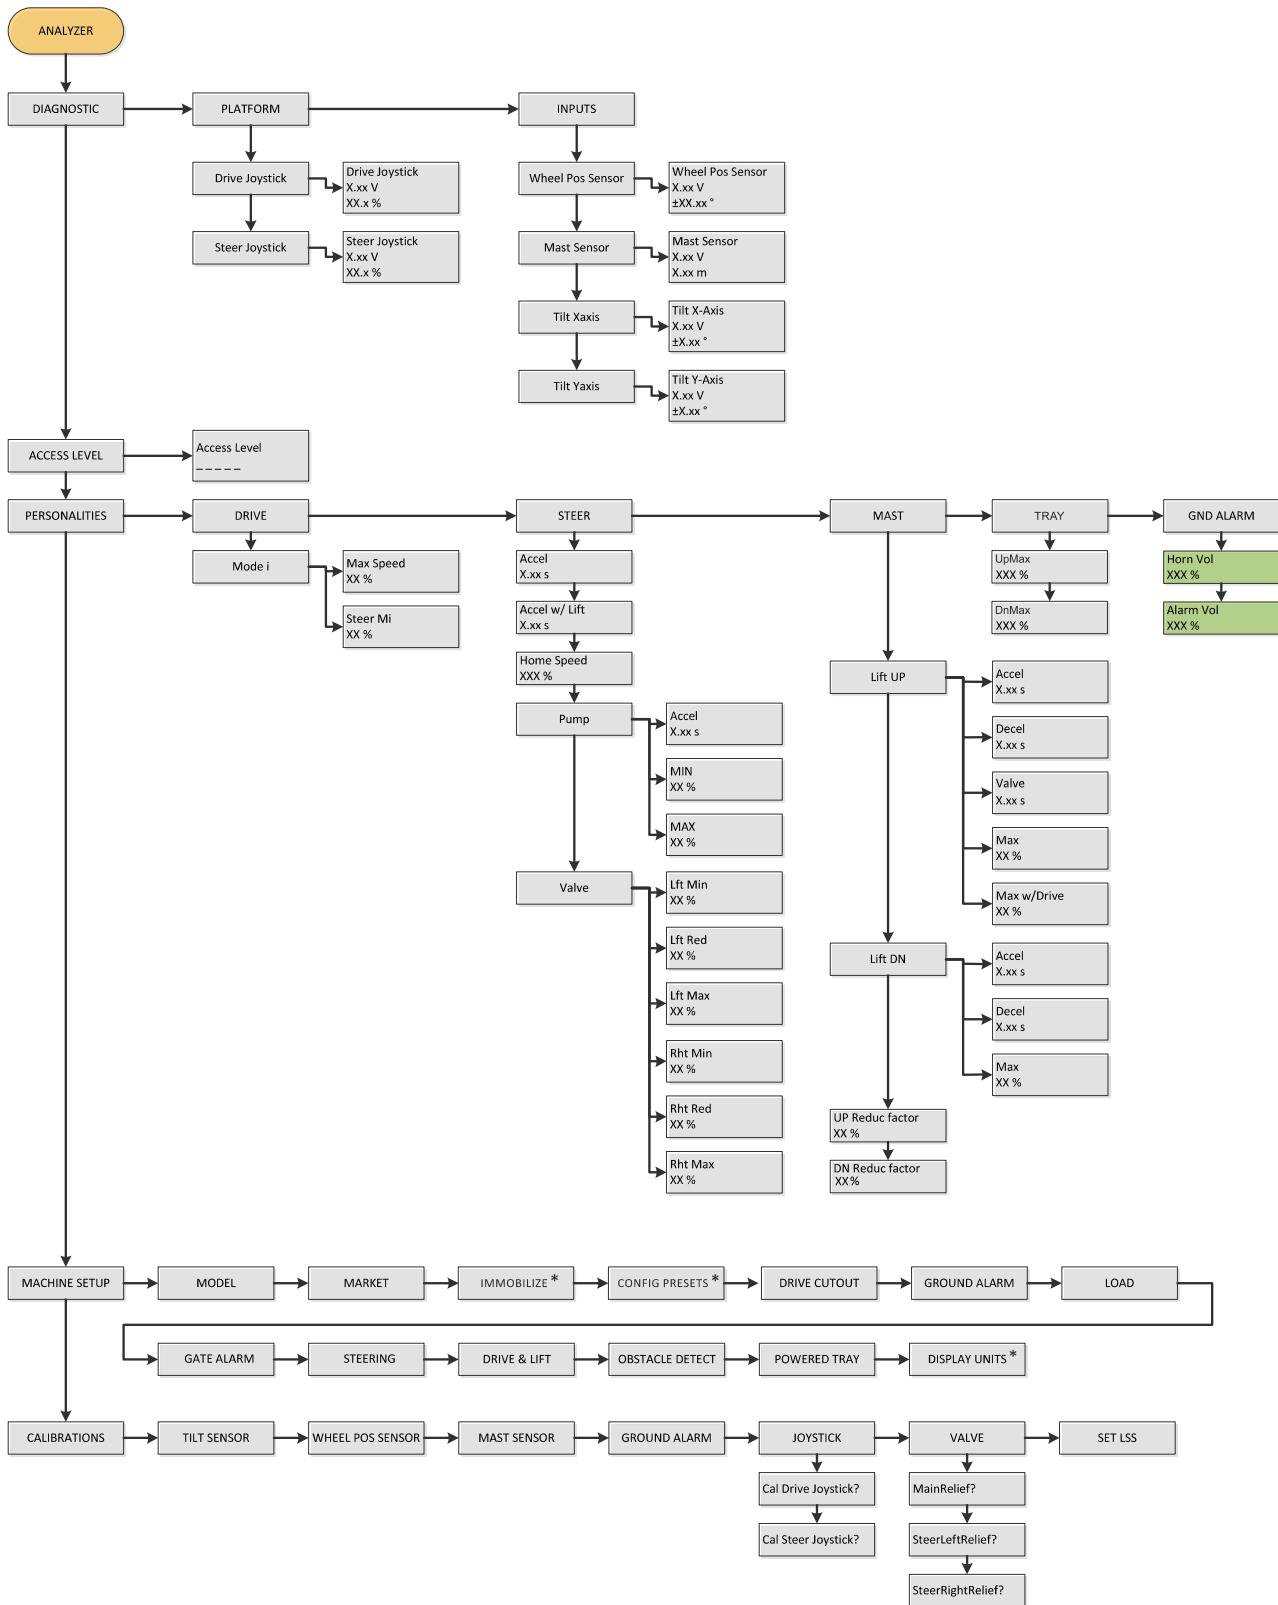 ANALYZER
DIAGNOSTIC
PLATFORM
INPUTS
Drive Joystick
Drive Joystick
X.xx V
XX.x %
Steer Joystick
Steer Joystick
X.xx V
XX.x %
Wheel Pos Sensor
Wheel Pos Sensor
X.xx V
±XX.xx °
Mast Sensor
Mast Sensor
X.xx V
X.xx m
Tilt Xaxis
Tilt X-Axis
X.xx V
±X.xx °
Tilt Yaxis
Tilt Y-Axis
X.xx V
±X.xx °
ACCESS LEVEL
Access Level
_ _ _ _ _
PERSONALITIES
DRIVE
STEER
MAST
TRAY
GND ALARM
Mode i
Max Speed
XX %
Steer Mi
XX %
Accel
X.xx s
Accel w/ Lift
X.xx s
Home Speed
XXX %
Pump
Accel
X.xx s
MIN
XX %
MAX
XX %
Valve
Lft Min
XX %
Lft Red
XX %
Lft Max
XX %
Rht Min
XX %
Rht Red
XX %
Rht Max
XX %
Lift UP
Accel
X.xx s
Decel
X.xx s
Valve
X.xx s
Max
XX %
Max w/Drive
XX %
Lift DN
Accel
X.xx s
Decel
X.xx s
Max
XX %
UP Reduc factor
XX %
DN Reduc factor
XX %
UpMax
XXX %
DnMax
XXX %
Horn Vol
XXX %
Alarm Vol
XXX %
MACHINE SETUP
MODEL
MARKET
IMMOBILIZE *
CONFIG PRESETS *
DRIVE CUTOUT
GROUND ALARM
LOAD
GATE ALARM
STEERING
DRIVE & LIFT
OBSTACLE DETECT
POWERED TRAY
DISPLAY UNITS *
CALIBRATIONS
TILT SENSOR
WHEEL POS SENSOR
MAST SENSOR
GROUND ALARM
JOYSTICK
VALVE
SET LSS
Cal Drive Joystick?
Cal Steer Joystick?
MainRelief?
SteerLeftRelief?
SteerRightRelief?